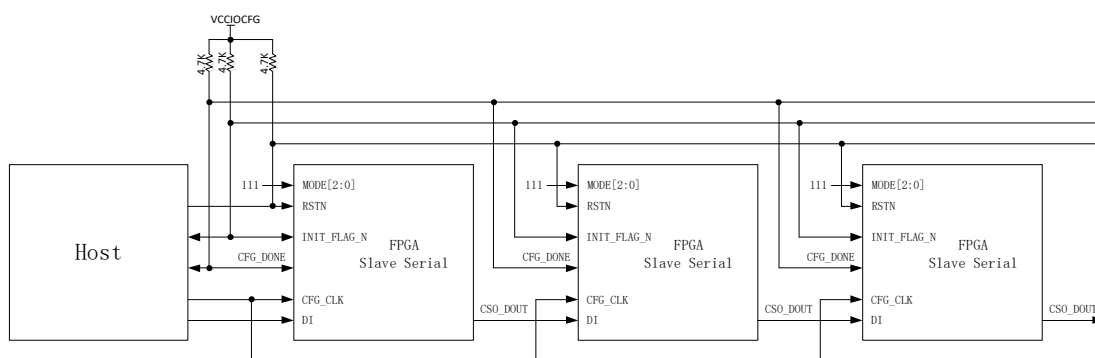 VCCIOCFG
4.7K
4.7K
4.7K
Host
111
MODE[2:0]
RSTN
INIT_FLAG_N
FPGA
Slave Serial
CFG_DONE
CFG_CLK
DI
CSO_DOUT
111
MODE[2:0]
RSTN
INIT_FLAG_N
FPGA
Slave Serial
CFG_DONE
CFG_CLK
DI
CSO_DOUT
111
MODE[2:0]
RSTN
INIT_FLAG_N
FPGA
Slave Serial
CFG_DONE
CFG_CLK
DI
CSO_DOUT